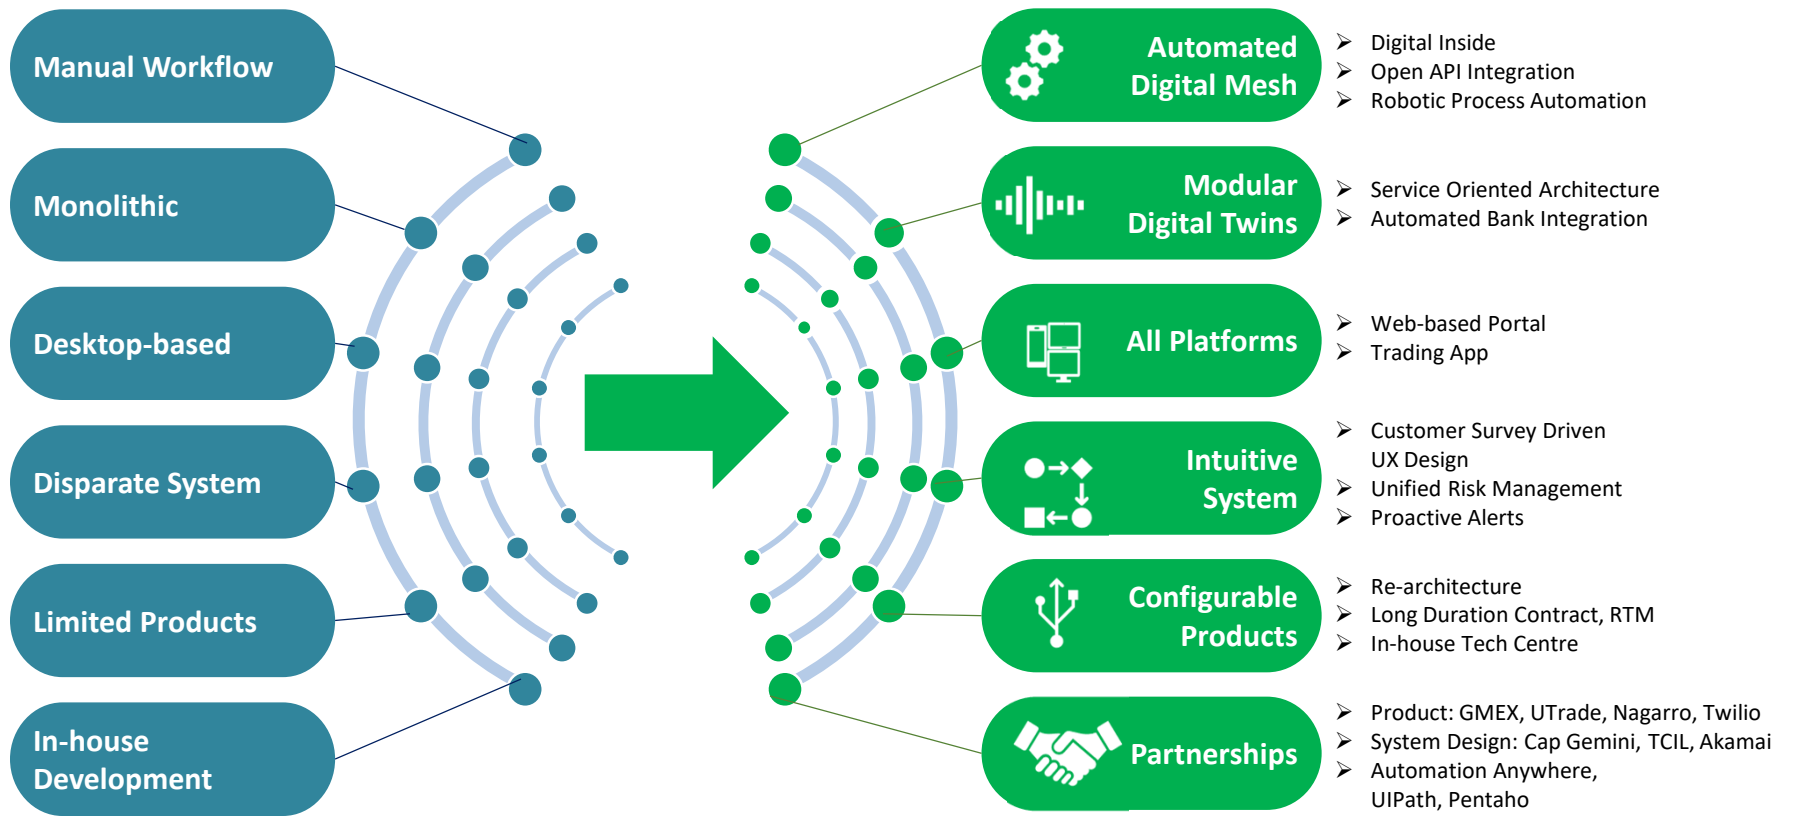 Manual Workflow
Monolithic
Desktop-based
Disparate System
Limited Products
In-house
Development
Automated
Digital Mesh
➢ Digital Inside
➢ Open API Integration
➢ Robotic Process Automation
Modular
Digital Twins
➢ Service Oriented Architecture
➢ Automated Bank Integration
All Platforms
➢ Web-based Portal
➢ Trading App
Intuitive
System
➢ Customer Survey Driven
UX Design
➢ Unified Risk Management
➢ Proactive Alerts
Configurable
Products
➢ Re-architecture
➢ Long Duration Contract, RTM
➢ In-house Tech Centre
Partnerships
➢ Product: GMEX, UTrade, Nagarro, Twilio
➢ System Design: Cap Gemini, TCIL, Akamai
➢ Automation Anywhere,
UIPath, Pentaho